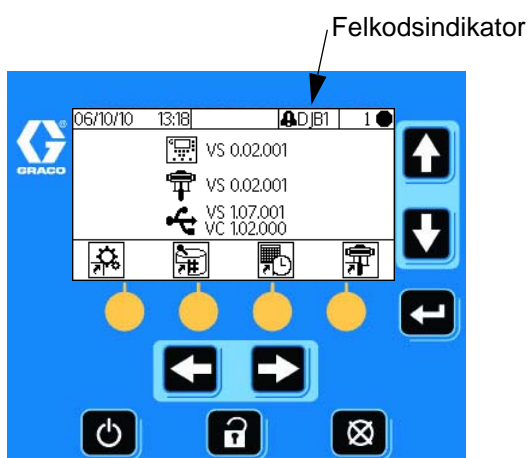 Felkodsindikator
06/10/10 13:18 DJB1 1
GRACO
VS 0.02.001
VS 0.02.001
VS 1.07.001
VC 1.02.000